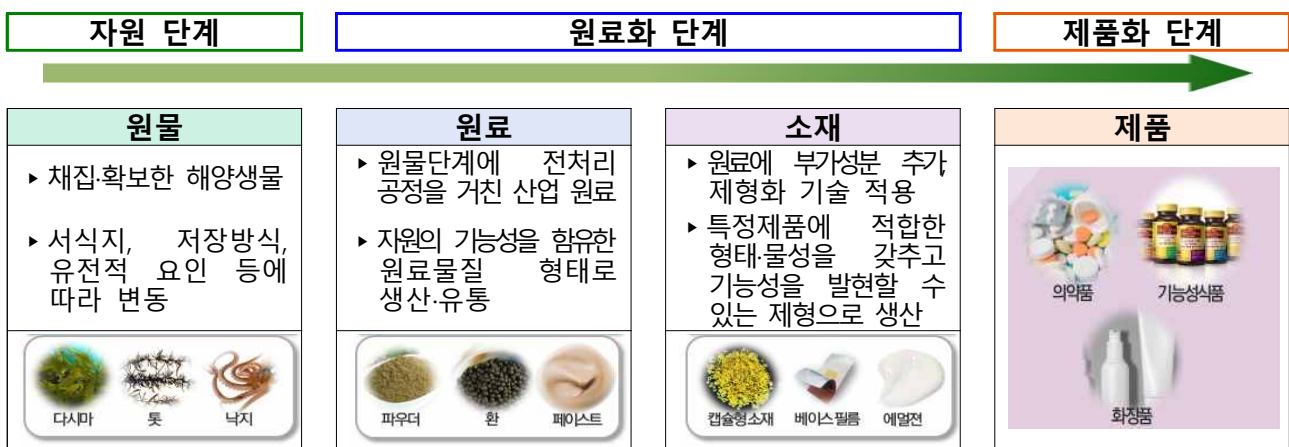 자원 단계
원료화 단계
제품화 단계
원물
▸ 채집·확보한 해양생물
▸ 서식지, 저장방식,
유전적 요인 등에
따라 변동
다시마
톳
낙지
원료
▸ 원물단계에 전처리
공정을 거친 산업 원료
▸ 자원의 기능성을 함유한
원료물질 형태로
생산·유통
파우더
환
페이스트
소재
▸ 원료에 부가성분 추가,
제형화 기술 적용
▸ 특정제품에 적합한
형태·물성을 갖추고
기능성을 발현할 수
있는 제형으로 생산
캡슐형소재
베이스필름
에멀젼
제품
의약품
기능성식품
화장품